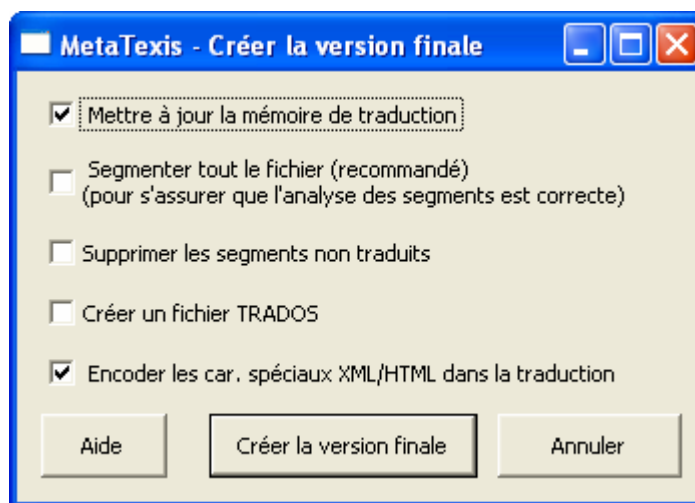 MetaTexis - Créer la version finale
Mettre à jour la mémoire de traduction
Segmenter tout le fichier (recommandé)
(pour s'assurer que l'analyse des segments est correcte)
Supprimer les segments non traduits
Créer un fichier TRADOS
Encoder les car. spéciaux XML/HTML dans la traduction
Aide Créer la version finale Annuler